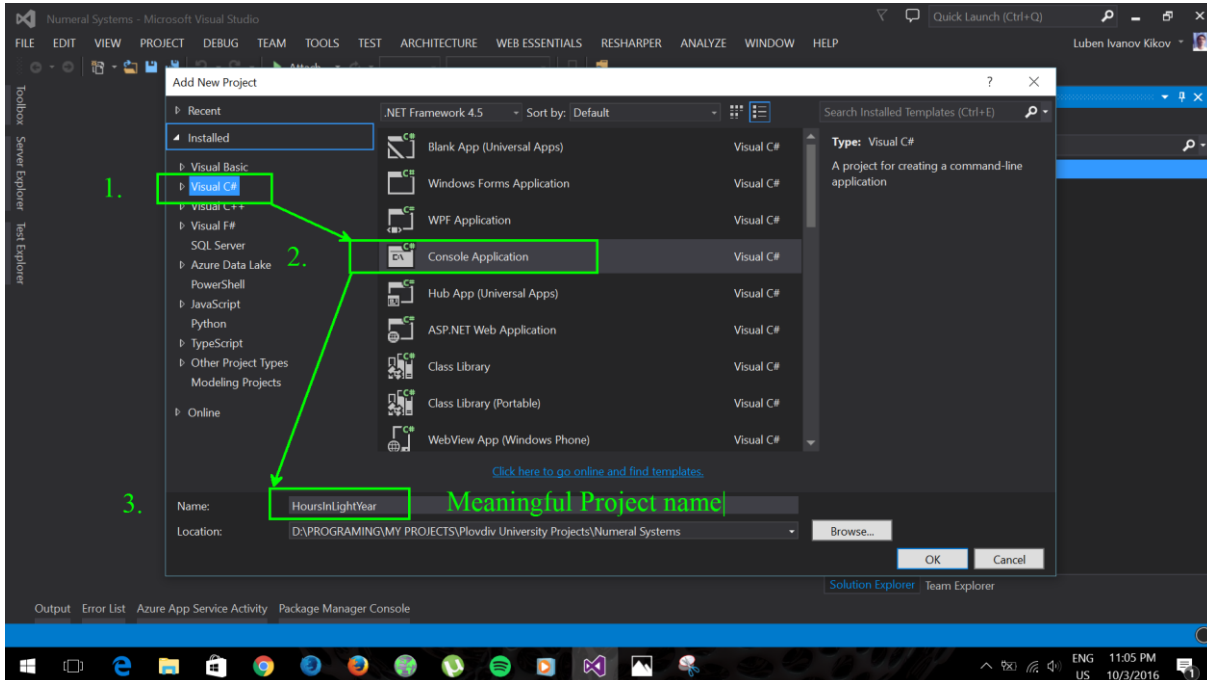 Numeral Systems - Microsoft Visual Studio
Quick Launch (Ctrl+Q)
FILE EDIT VIEW PROJECT DEBUG TEAM TOOLS TEST ARCHITECTURE WEB ESSENTIALS RESHARPER ANALYZE WINDOW HELP
Luben Ivanov Kikov
Attach...
Toolbox
Server Explorer
Test Explorer
Add New Project
? 
Recent
.NET Framework 4.5
Sort by: Default
Search Installed Templates (Ctrl+E)
Installed
Visual Basic
1.
Visual C#
Visual C++
Visual F#
SQL Server
Azure Data Lake
PowerShell
JavaScript
Python
TypeScript
Other Project Types
Modeling Projects
Online
2.
Blank App (Universal Apps) Visual C#
Windows Forms Application Visual C#
WPF Application Visual C#
Console Application Visual C#
Hub App (Universal Apps) Visual C#
ASP.NET Web Application Visual C#
Class Library Visual C#
Class Library (Portable) Visual C#
WebView App (Windows Phone) Visual C#
Type: Visual C#
A project for creating a command-line
application
Click here to go online and find templates.
3.
Name: HoursInLightYear
Meaningful Project name
Location: D:\PROGRAMING\MY PROJECTS\Plovdiv University Projects\Numeral Systems
Browse...
OK Cancel
Solution Explorer Team Explorer
Output Error List Azure App Service Activity Package Manager Console
ENG 11:05 PM
US 10/3/2016